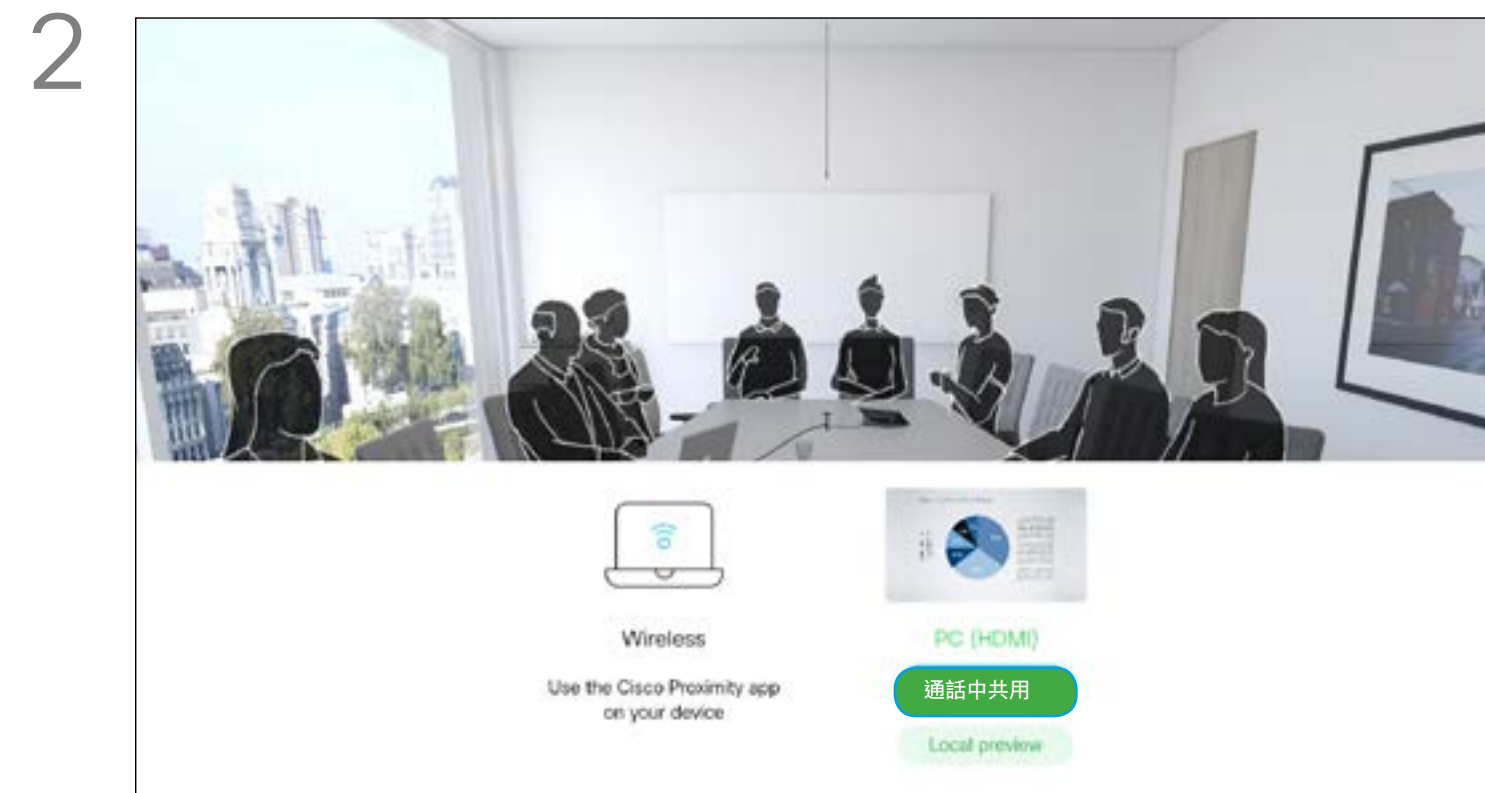 2
Wireless
Use the Cisco Proximity app
on your device
PC (HDMI)
通話中共用
Local preview